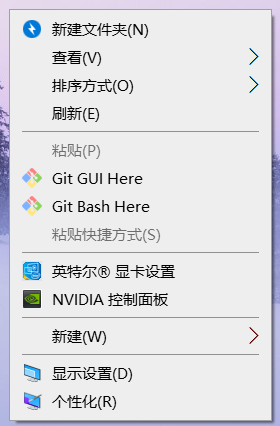 新建文件夹(N)
查看(V)
排序方式(O)
刷新(E)
粘贴(P)
Git GUI Here
Git Bash Here
粘贴快捷方式(S)
英特尔® 显卡设置
NVIDIA 控制面板
新建(W)
显示设置(D)
个性化(R)